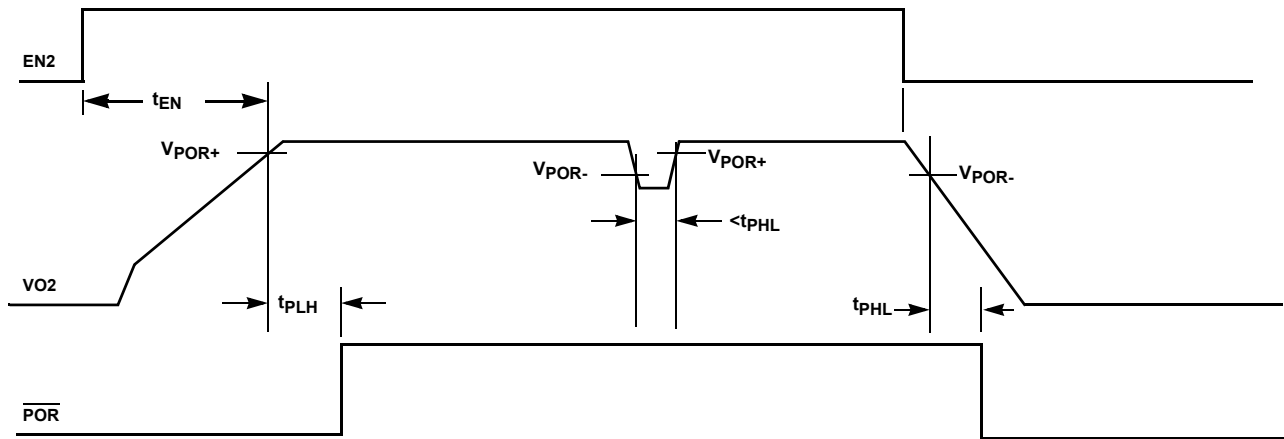 EN2
tEN
VPOR+
VPOR-
VPOR+
VPOR-
<tPHL
VO2
tPLH
tPHL
POR